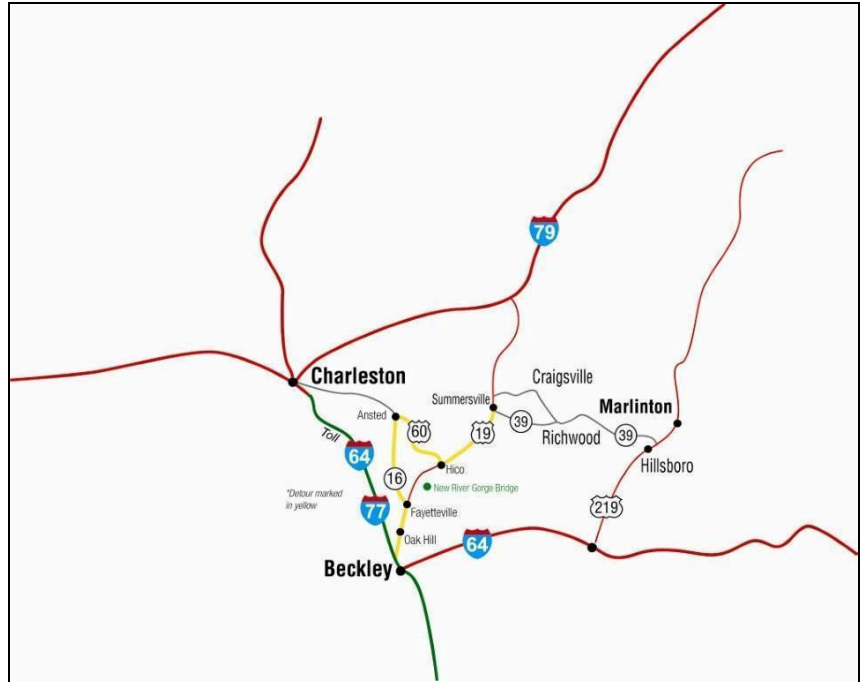 79
Charleston
Craigsville
Summersville
Marlinton
Ansted
60
19
39
Richwood
39
Toll
64
Hico
Hillsboro
16
New River Gorge Bridge
*Detour marked
in yellow
77
Fayetteville
219
Oak Hill
64
Beckley